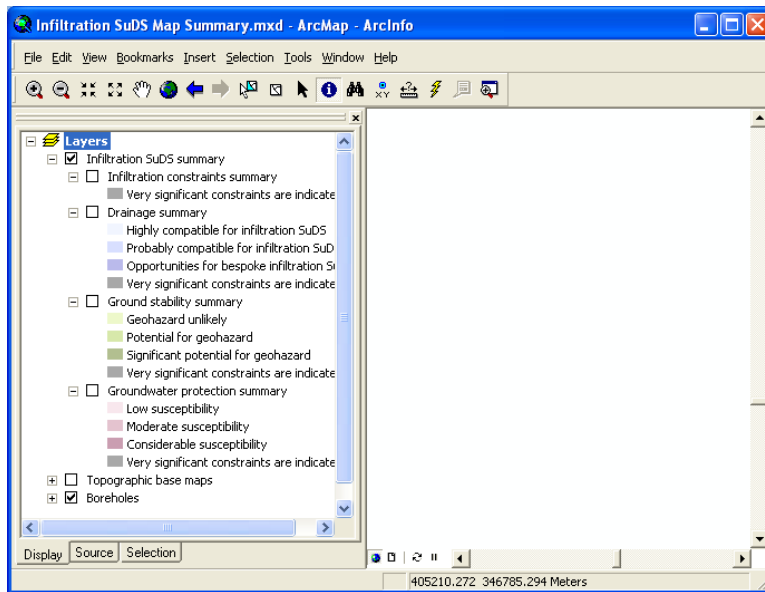 Infiltration SuDS Map Summary.mxd - ArcMap - ArcInfo
File Edit View Bookmarks Insert Selection Tools Window Help
XY
Layers
Infiltration SuDS summary
Infiltration constraints summary
Very significant constraints are indicate
Drainage summary
Highly compatible for infiltration SuDS
Probably compatible for infiltration SuD
Opportunities for bespoke infiltration Su
Very significant constraints are indicate
Ground stability summary
Geohazard unlikely
Potential for geohazard
Significant potential for geohazard
Very significant constraints are indicate
Groundwater protection summary
Low susceptibility
Moderate susceptibility
Considerable susceptibility
Very significant constraints are indicate
Topographic base maps
Boreholes
Display Source Selection
405210.272 346785.294 Meters